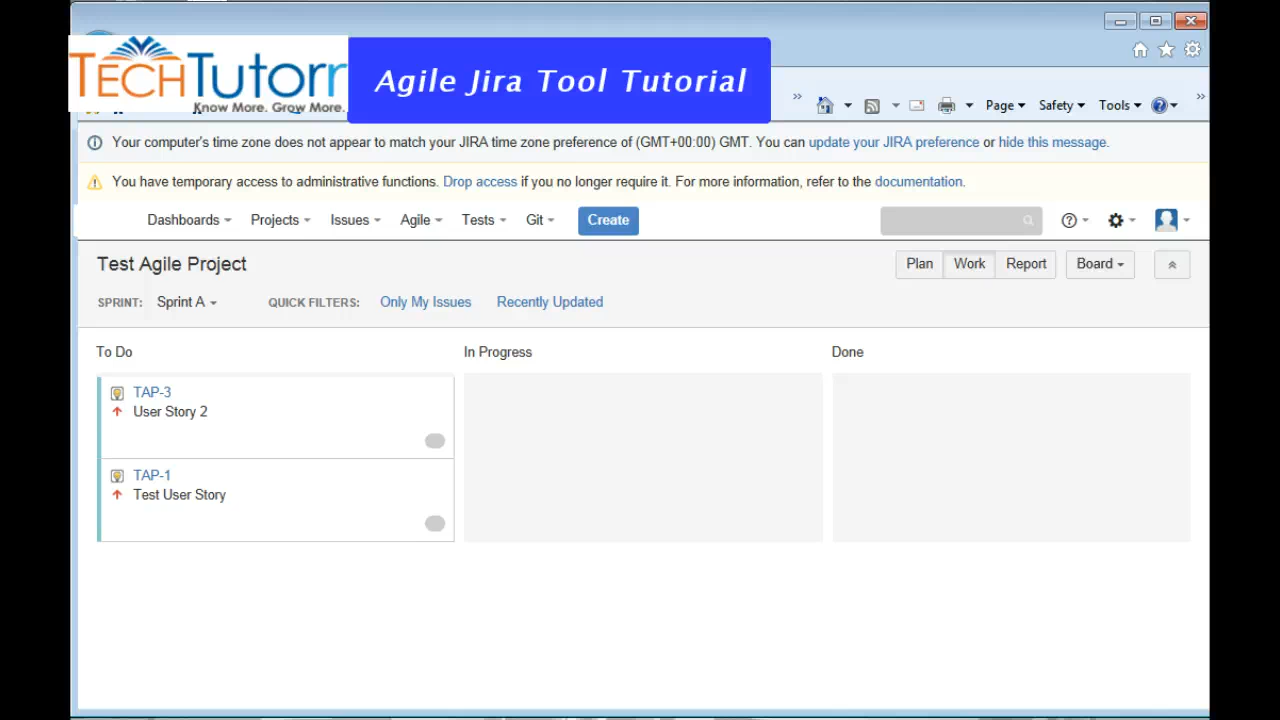 TECHTutorr
Know More. Grow More.
Agile Jira Tool Tutorial
Page
Safety
Tools
Your computer's time zone does not appear to match your JIRA time zone preference of (GMT+00:00) GMT. You can update your JIRA preference or hide this message.
You have temporary access to administrative functions. Drop access if you no longer require it. For more information, refer to the documentation.
Dashboards Projects Issues Agile Tests Git Create
Test Agile Project
Plan Work Report Board
SPRINT: Sprint A QUICK FILTERS: Only My Issues Recently Updated
To Do In Progress Done
TAP-3
User Story 2
TAP-1
Test User Story